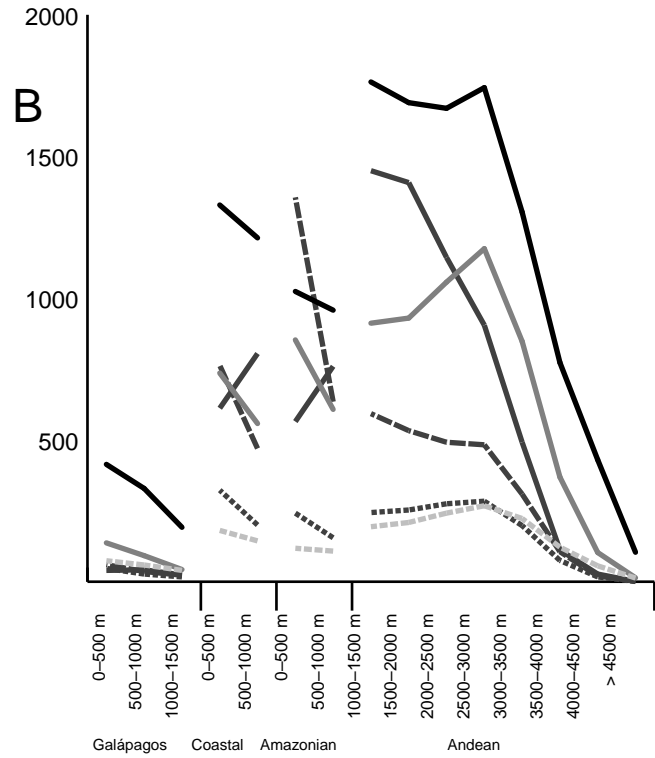 2000
B
1500
1000
500
0–500 m
500–1000 m
1000–1500 m
0–500 m
500–1000 m
0–500 m
500–1000 m
1000–1500 m
1500–2000 m
2000–2500 m
2500–3000 m
3000–3500 m
3500–4000 m
4000–4500 m
> 4500 m
Galápagos Coastal Amazonian Andean